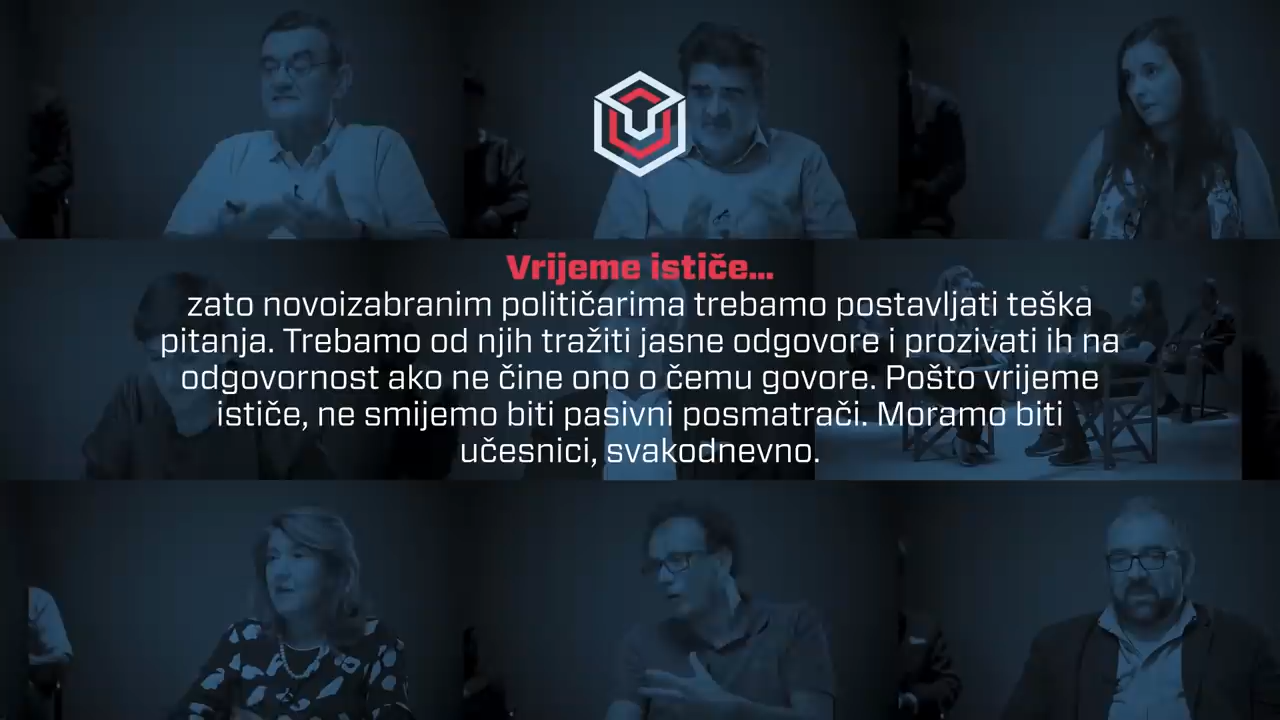 Vrijeme ističe...
zato novoizabranim političarima trebamo postavljati teška
pitanja. Trebamo od njih tražiti jasne odgovore i prozivati ih na
odgovornost ako ne čine ono o čemu govore. Pošto vrijeme
ističe, ne smijemo biti pasivni posmatrači. Moramo biti
učesnici, svakodnevno.